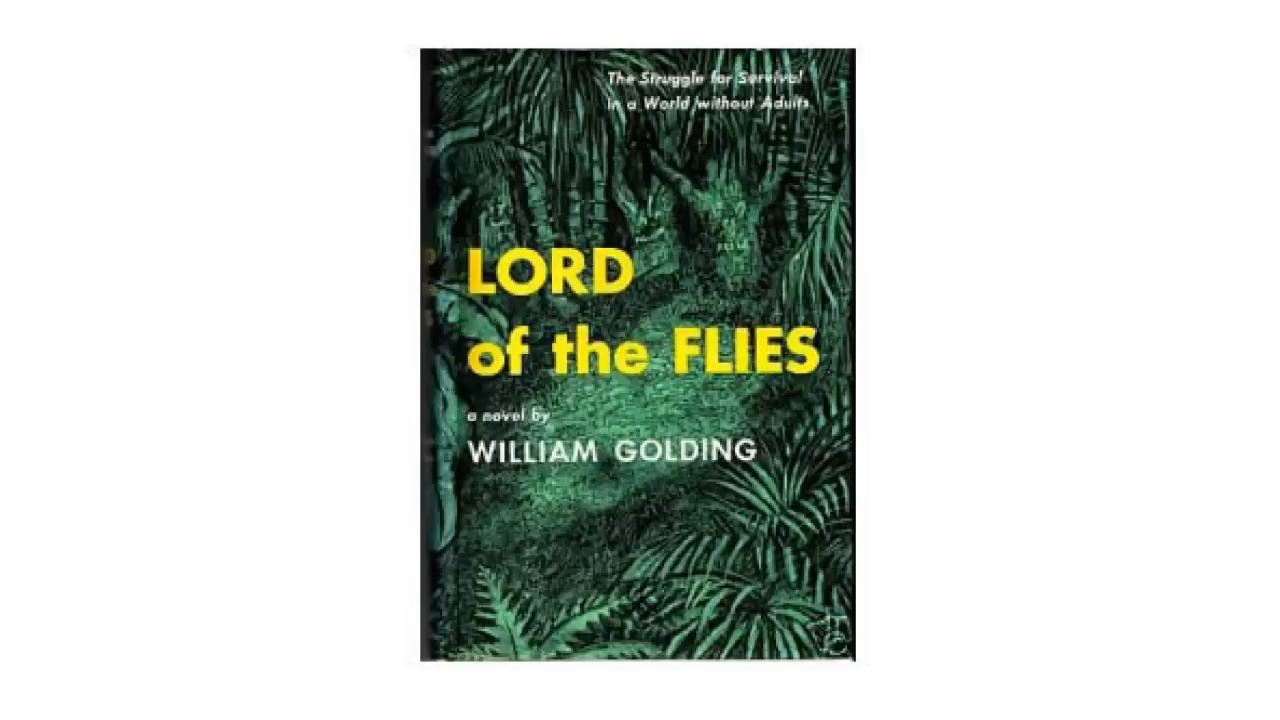 The Struggle for Survival
in a World without Adults
LORD
of the FLIES
a novel by
WILLIAM GOLDING